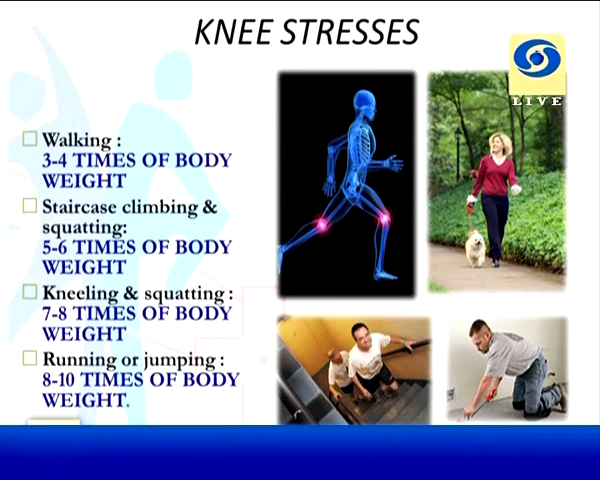 KNEE STRESSES
LIVE
Walking :
3-4 TIMES OF BODY
WEIGHT
Staircase climbing &
squatting:
5-6 TIMES OF BODY
WEIGHT
Kneeling & squatting :
7-8 TIMES OF BODY
WEIGHT
Running or jumping :
8-10 TIMES OF BODY
WEIGHT.